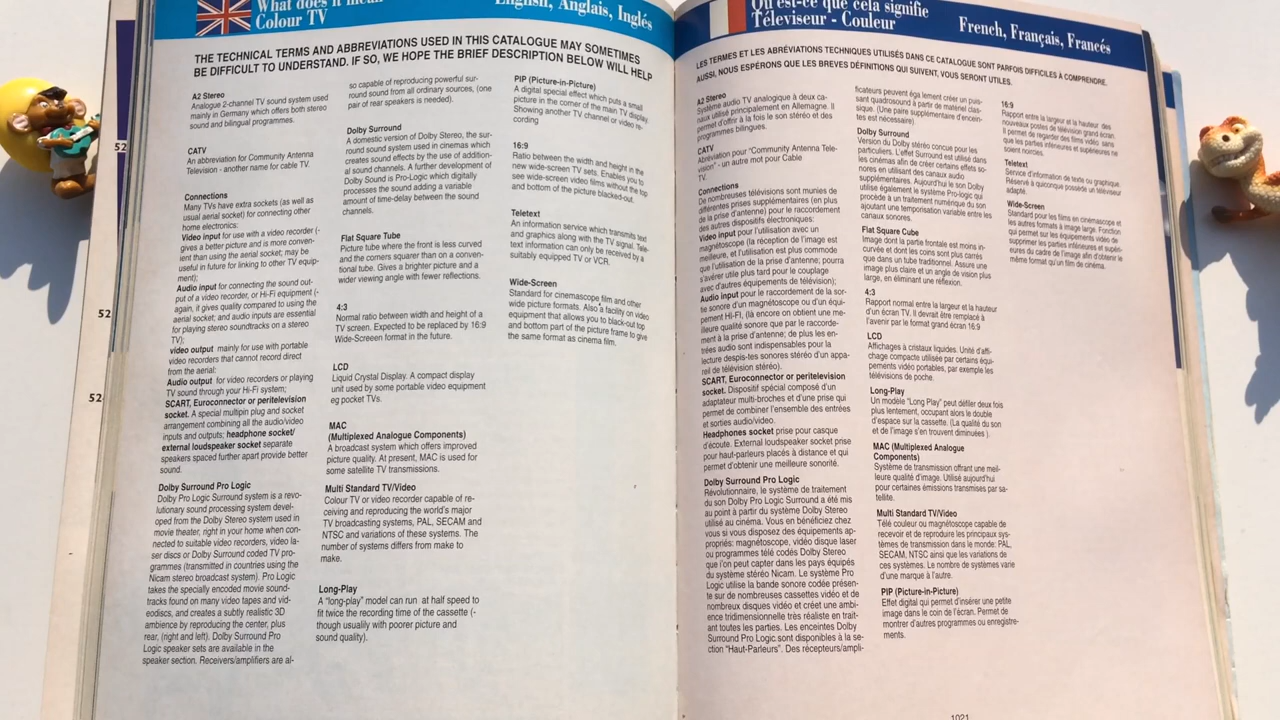 What does it mean
Colour TV
English, Anglais, Inglés
THE TECHNICAL TERMS AND ABBREVIATIONS USED IN THIS CATALOGUE MAY SOMETIMES
BE DIFFICULT TO UNDERSTAND. IF SO, WE HOPE THE BRIEF DESCRIPTION BELOW WILL HELP
A2 Stereo
Analogue 2-channel TV sound system used
mainly in Germany which offers both stereo
sound and bilingual programmes.
CATV
An abbreviation for Community Antenna
Television - another name for cable TV.
Connections
Many TVs have extra sockets (as well as
usual aerial socket) for connecting other
home electronics:
Video input for use with a video recorder (-
gives a better picture and is more conven-
ient than using the aerial socket, may be
useful in future for linking to other TV equip-
ment);
Audio input for connecting the sound out-
put of a video recorder, or Hi-Fi equipment (-
again, it gives quality compared to using the
aerial socket; and audio inputs are essential
for playing stereo soundtracks on a stereo
TV);
video output mainly for use with portable
video recorders that cannot record direct
from the aerial:
Audio output for video recorders or playing
TV sound through your Hi-Fi system;
SCART, Euroconnector or peritelevision
socket. A special multipin plug and socket
arrangement combining all the audio/video
inputs and outputs; headphone socket/
external loudspeaker socket separate
speakers spaced further apart provide better
sound.
Dolby Surround Pro Logic
Dolby Pro Logic Surround system is a revo-
lutionary sound processing system devel-
oped from the Dolby Stereo system used in
movie theater, right in your home when con-
nected to suitable video recorders, video la-
ser discs or Dolby Surround coded TV pro-
grammes (transmitted in countries using the
Nicam stereo broadcast system). Pro Logic
takes the specially encoded movie sound-
tracks found on many video tapes and vid-
eodiscs, and creates a subtly realistic 3D
ambience by reproducing the center, plus
rear, (right and left). Dolby Surround Pro
Logic speaker sets are available in the
speaker section. Receivers/amplifiers are al-
so capable of reproducing powerful sur-
round sound from all ordinary sources, (one
pair of rear speakers is needed).
Dolby Surround
A domestic version of Dolby Stereo, the sur-
round sound system used in cinemas which
creates sound effects by the use of addition-
al sound channels. A further development of
Dolby Sound is Pro-Logic which digitally
processes the sound adding a variable
amount of time-delay between the sound
channels.
Flat Square Tube
Picture tube where the front is less curved
and the corners squarer than on a conven-
tional tube. Gives a brighter picture and a
wider viewing angle with fewer reflections.
4:3
Normal ratio between width and height of a
TV screen. Expected to be replaced by 16:9
Wide-Screeen format in the future.
LCD
Liquid Crystal Display. A compact display
unit used by some portable video equipment
eg pocket TVs.
MAC
(Multiplexed Analogue Components)
A broadcast system which offers improved
picture quality. At present, MAC is used for
some satellite TV transmissions.
Multi Standard TV/Video
Colour TV or video recorder capable of re-
ceiving and reproducing the world's major
TV broadcasting systems, PAL, SECAM and
NTSC and variations of these systems. The
number of systems differs from make to
make.
Long-Play
A "long-play" model can run at half speed to
fit twice the recording time of the cassette (-
though usually with poorer picture and
sound quality).
PIP (Picture-in-Picture)
A digital special effect which puts a small
picture in the corner of the main TV display.
Showing another TV channel or video re-
cording
16:9
Ratio between the width and height in the
new wide-screen TV sets. Enables you to
see wide-screen video films without the top
and bottom of picture blacked-out.
Teletext
An information service which transmits text
and graphics along with the TV signal. Tele-
text information can only be received by a
suitably equipped TV or VCR.
Wide-Screen
Standard for cinemascope film and other
wide picture formats. Also a facility on video
equipment that allows you to black-out top
and bottom part of the picture frame to give
the same format as cinema film.
52
52
52
Qu'est-ce que cela signifie
Téléviseur - Couleur
French, Français, Francés
LES TERMES ET LES ABRÉVIATIONS TECHNIQUES UTILISÉS DANS CE CATALOGUE SONT PARFOIS DIFFICILES À COMPRENDRE.
AUSSI, NOUS ESPÉRONS QUE LES BREVES DÉFINITIONS QUI SUIVENT, VOUS SERONT UTILES.
A2 Stereo
Système audio TV analogique à deux ca-
naux utilisé principalement en Allemagne. Il
permet d'offrir à la fois le son stéréo et des
programmes bilingues.
CATV
Abréviation pour "Community Antenna Tele-
vision" - un autre mot pour Cable
TV.
Connections
De nombreuses télévisions sont munies de
différentes prises supplémentaires (en plus
de la prise d'antenne) pour le raccordement
des autres dispositifs électroniques:
Video input pour l'utilisation avec un
magnétoscope (la réception de l'image est
meilleure, et l'utilisation est plus commode
que l'utilisation de la prise d'antenne; pourra
s'avérer utile plus tard pour le couplage
avec d'autres équipements de télévision);
Audio input pour le raccordement de la sor-
tie sonore d'un magnétoscope ou d'un équi-
pement Hi-Fi, (là encore on obtient une me-
illeure qualité sonore que par le raccorde-
ment à la prise d'antenne; de plus les en-
trées audio sont indispensables pour la
lecture despis-tes sonores stéréo d'un appa-
reil de télévision stéréo).
SCART, Euroconnector or peritelevision
socket. Dispositif spécial composé d'un
adaptateur multi-broches et d'une prise qui
permet de combiner l'ensemble des entrées
et sorties audio/video.
Headphones socket prise pour casque
d'écoute. External loudspeaker socket prise
pour haut-parleurs placés à distance et qui
permet d'obtenir une meilleure sonorité.
Dolby Surround Pro Logic
Révolutionnaire, le système de traitement
du son Dolby Pro Logic Surround a été mis
au point à partir du système Dolby Stereo
utilisé au cinéma. Vous en bénéficiez chez
vous si vous disposez des équipements ap-
propriés: magnétoscope, vidéo disque laser
ou programmes télé codés Dolby Stereo
que l'on peut capter dans les pays équipés
du système stéréo Nicam. Le système Pro
Logic utilise la bande sonore codée présen-
te sur de nombreuses cassettes vidéo et de
nombreux disques vidéo et créet une ambi-
ence tridimensionnelle très réaliste en trait-
ant toutes les parties. Les enceintes Dolby
Surround Pro Logic sont disponibles à la se-
ction "Haut-Parleurs". Des récepteurs/ampli-
ficateurs peuvent éga lement créer un puis-
sant quadrosound à partir de matériel clas-
sique. (Une paire supplémentaire d'encein-
tes est nécessaire).
Dolby Surround
Version du Dolby stéréo concue pour les
particuliers. L'effet Surround est utilisé dans
les cinémas afin de créer certains effets so-
nores en utilisant des canaux audio
supplémentaires. Aujourd'hui le son Dolby
utilise également le système Pro-logic qui
procède à un traitement numérique du son
ajoutant une temporisation variable entre les
canaux sonores.
Flat Square Cube
Image dont la partie frontale est moins in-
curvée et dont les coins sont plus carrés
que dans un tube traditionnel. Assure une
image plus claire et un angle de vision plus
large, en éliminant une réflexion.
4:3
Rapport normal entre la largeur et la hauteur
d'un écran TV. Il devrait être remplacé à
l'avenir par le format grand écran 16:9
LCD
Affichages à cristaux liquides. Unité d'affi-
chage compacte utilisée par certains équi-
pements vidéo portables, par exemple les
télévisions de poche.
Long-Play
Un modèle "Long Play" peut défiler deux fois
plus lentement, occupant alors le double
d'espace sur la cassette. (La qualité du son
et de l'image s'en trouvent diminuées ).
MAC (Multiplexed Analogue
Components)
Système de transmission offrant une meil-
leure qualité d'image. Utilisé aujourd'hui
pour certaines émissions transmises par sa-
tellite.
Multi Standard TV/Video
Télé couleur ou magnétoscope capable de
recevoir et de reproduire les principaux sys-
tèmes de transmission dans le monde: PAL,
SECAM, NTSC ainsi que les variations de
ces systèmes. Le nombre de systèmes varie
d'une marque à l'autre.
PIP (Picture-in-Picture)
Effet digital qui permet d'insérer une petite
image dans le coin de l'écran. Permet de
montrer d'autres programmes ou enregistre-
ments.
16:9
Rapport entre la largeur et la hauteur des
nouveaux postes de télévision grand écran.
Il permet de regarder des films vidéo sans
que les parties inférieures et supérieures ne
soient noircies.
Teletext
Service d'information de texte ou graphique.
Réservé à quiconque possède un téléviseur
adapté.
Wide-Screen
Standard pour les films en cinémascope et
les autres formats à image large. Fonction
qui permet sur les équipements vidéo de
supprimer les parties inférieures et supéri-
eures du cadre de l'image afin d'obtenir le
même format qu'un film de cinéma.
1021